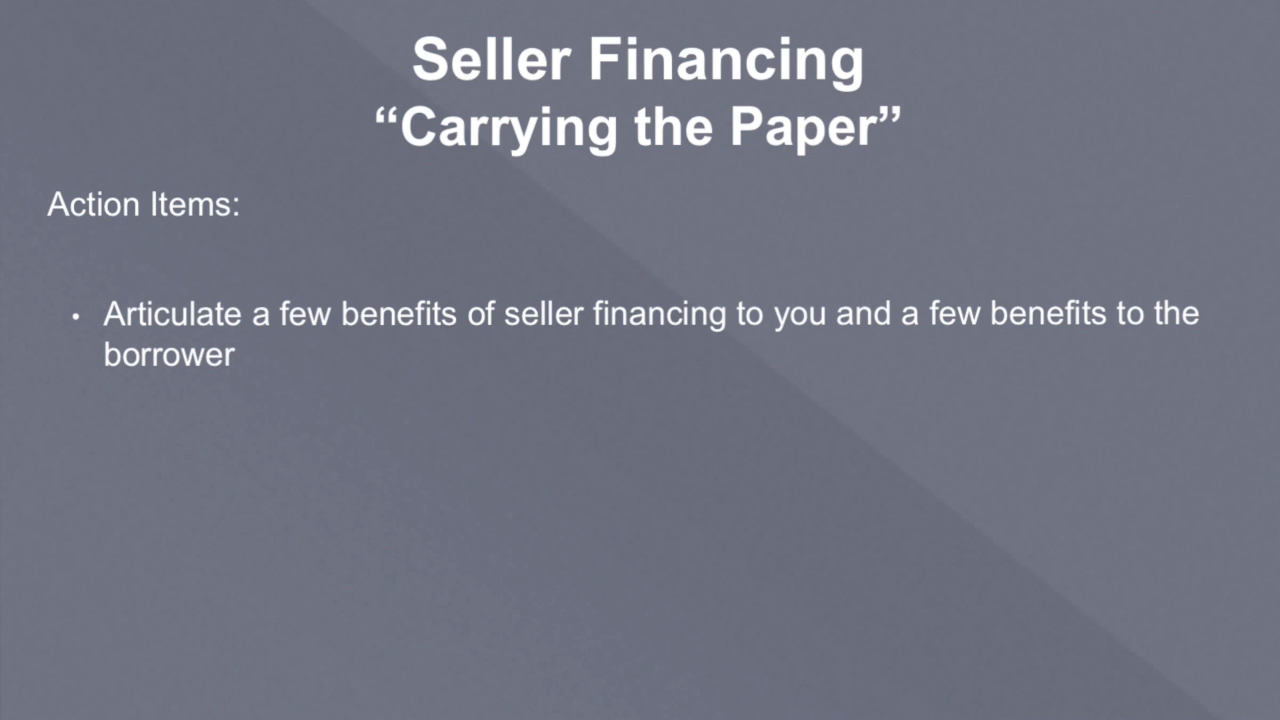 Seller Financing
“Carrying the Paper”
Action Items:
• Articulate a few benefits of seller financing to you and a few benefits to the
borrower